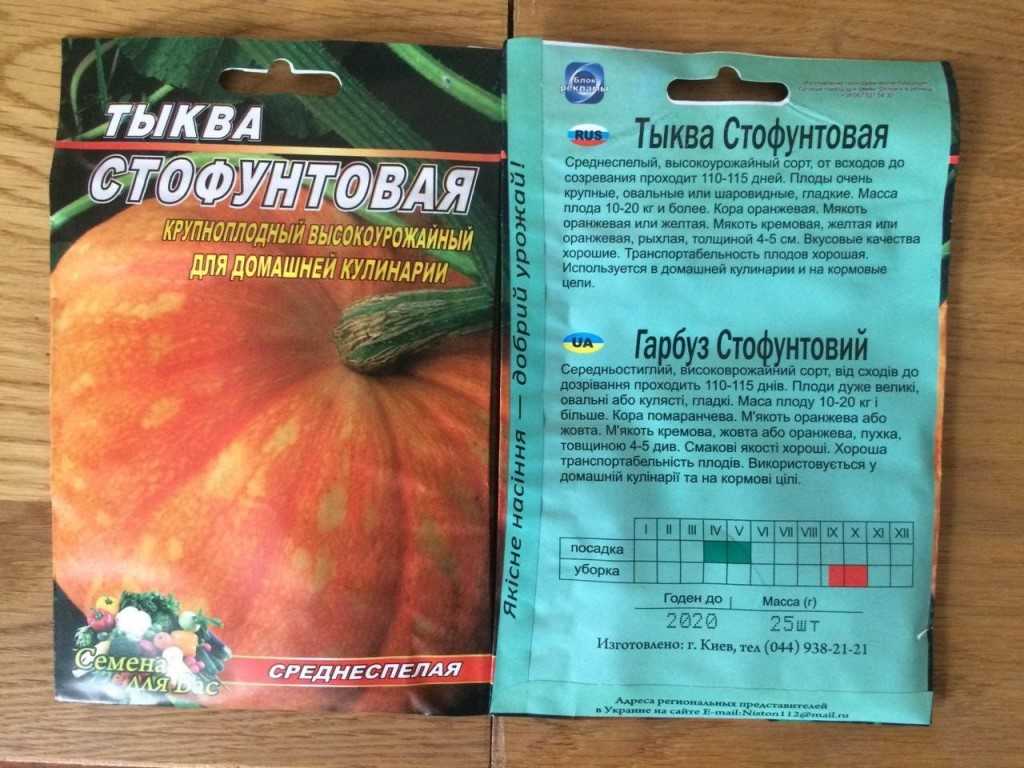 ТЫКВА
СТОФУНТОВАЯ
КРУПНОПЛОДНЫЙ ВЫСОКОУРОЖАЙНЫЙ
ДЛЯ ДОМАШНЕЙ КУЛИНАРИИ
Семена
для Вас
СРЕДНЕСПЕЛАЯ
Якісне насіння — добрий урожай!
Блок
рекламы
RUS
Тыква Стофунтовая
Среднеспелый, высокоурожайный сорт, от всходов до
созревания проходит 110-115 дней. Плоды очень
крупные, овальные или шаровидные, гладкие. Масса
плода 10-20 кг и более. Кора оранжевая. Мякоть
оранжевая или желтая. Мякоть кремовая, желтая или
оранжевая, рыхлая, толщиной 4-5 см. Вкусовые качества
хорошие. Транспортабельность плодов хорошая.
Используется в домашней кулинарии и на кормовые
цели.
UA
Гарбуз Стофунтовий
Середньостиглий, високоврожайний сорт, від сходів до
дозрівання проходить 110-115 днів. Плоди дуже великі,
овальні або кулясті, гладкі. Маса плоду 10-20 кг і
більше. Кора помаранчева. М'якоть оранжева або
жовта. М'якоть кремова, жовта або оранжева, пухка,
товщиною 4-5 див. Смакові якості хороші. Хороша
транспортабельність плодів. Використовується у
домашній кулінарії та на кормові цілі.
I II III IV V VI VII VIII IX X XI XII
посадка
уборка
Годен до Масса (г)
2020 25шт
Изготовлено: г. Киев, тел (044) 938-21-21
Адреса региональных представителей
в Украине на сайте E-mail:Niston112@mail.ru